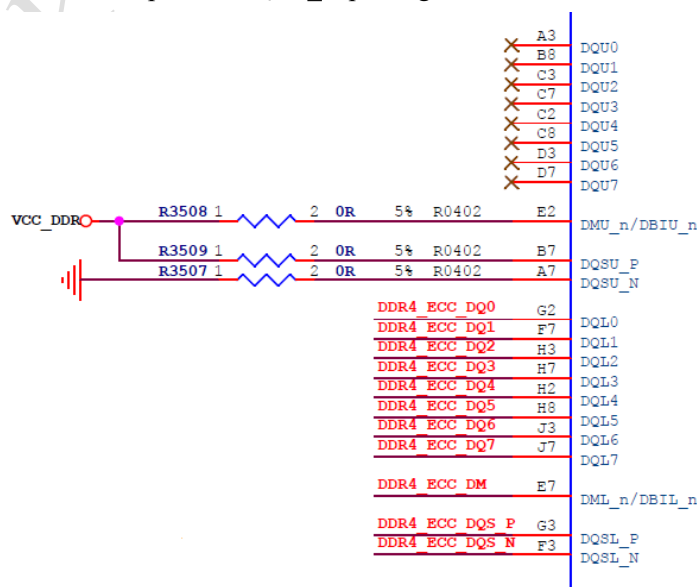 A3 DQU0
B8 DQU1
C3 DQU2
C7 DQU3
C2 DQU4
C8 DQU5
D3 DQU6
D7 DQU7
VCC_DDR R3508 1 2 0R 5% R0402 E2 DMU_n/DBIU_n
R3509 1 2 0R 5% R0402 B7 DQSU_P
R3507 1 2 0R 5% R0402 A7 DQSU_N
DDR4_ECC_DQ0 G2 DQL0
DDR4_ECC_DQ1 F7 DQL1
DDR4_ECC_DQ2 H3 DQL2
DDR4_ECC_DQ3 H7 DQL3
DDR4_ECC_DQ4 H2 DQL4
DDR4_ECC_DQ5 H8 DQL5
DDR4_ECC_DQ6 J3 DQL6
DDR4_ECC_DQ7 J7 DQL7
DDR4_ECC_DM E7 DML_n/DBIL_n
DDR4_ECC_DQS_P G3 DQSL_P
DDR4_ECC_DQS_N F3 DQSL_N